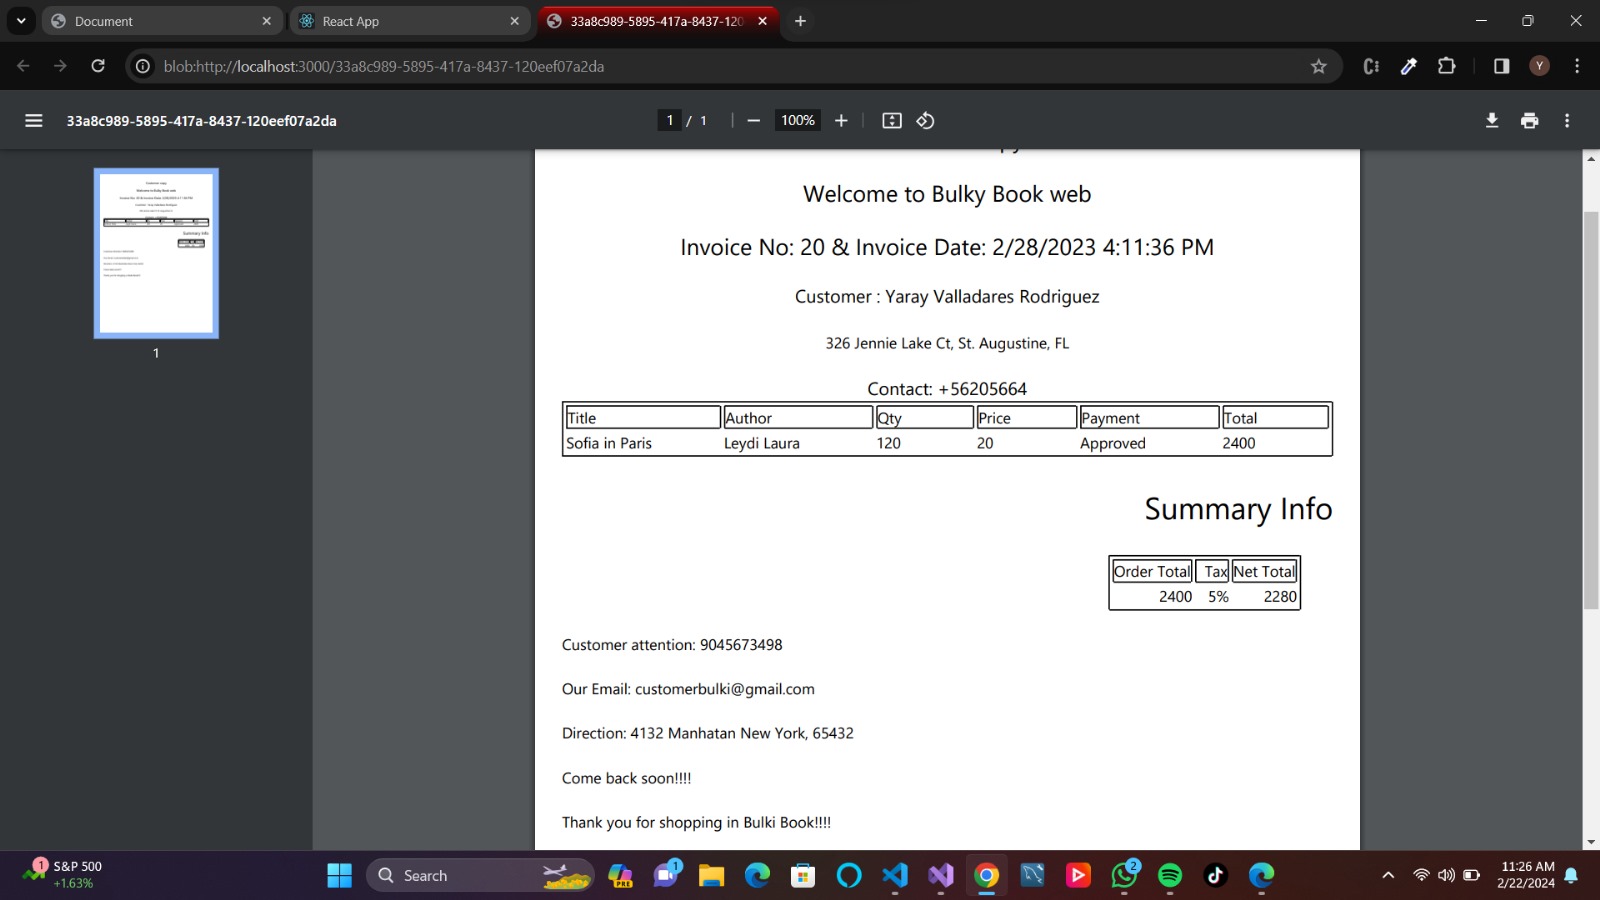 Document
React App
33a8c989-5895-417a-8437-120
blob:http://localhost:3000/33a8c989-5895-417a-8437-120eef07a2da
Y
33a8c989-5895-417a-8437-120eef07a2da
1 / 1
100%
1
Welcome to Bulky Book web
Invoice No: 20 & Invoice Date: 2/28/2023 4:11:36 PM
Customer : Yaray Valladares Rodriguez
326 Jennie Lake Ct, St. Augustine, FL
Contact: +56205664
Title Author Qty Price Payment Total
Sofia in Paris Leydi Laura 120 20 Approved 2400
Summary Info
Order Total Tax Net Total
2400 5% 2280
Customer attention: 9045673498
Our Email: customerbulki@gmail.com
Direction: 4132 Manhatan New York, 65432
Come back soon!!!!
Thank you for shopping in Bulki Book!!!!
1
S&P 500
+1.63%
Search
PRE
1
2
11:26 AM
2/22/2024